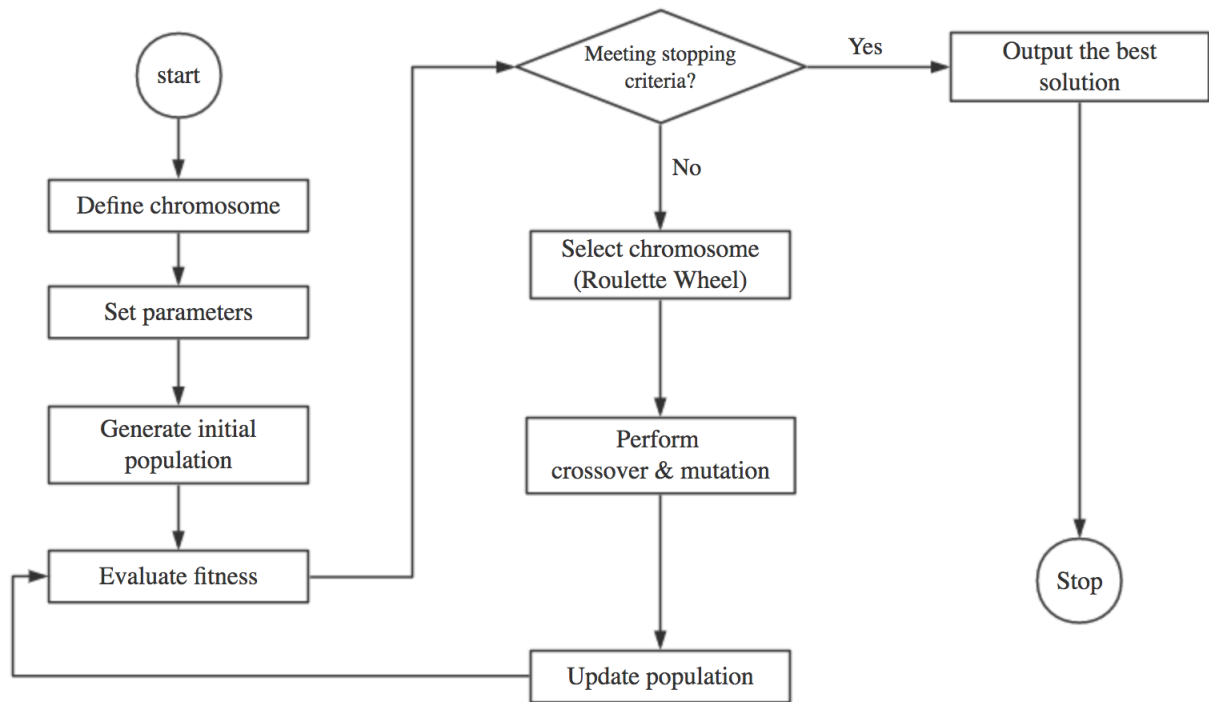 start
Define chromosome
Set parameters
Generate initial
population
Evaluate fitness
Meeting stopping
criteria?
Yes
No
Select chromosome
(Roulette Wheel)
Perform
crossover & mutation
Update population
Output the best
solution
Stop